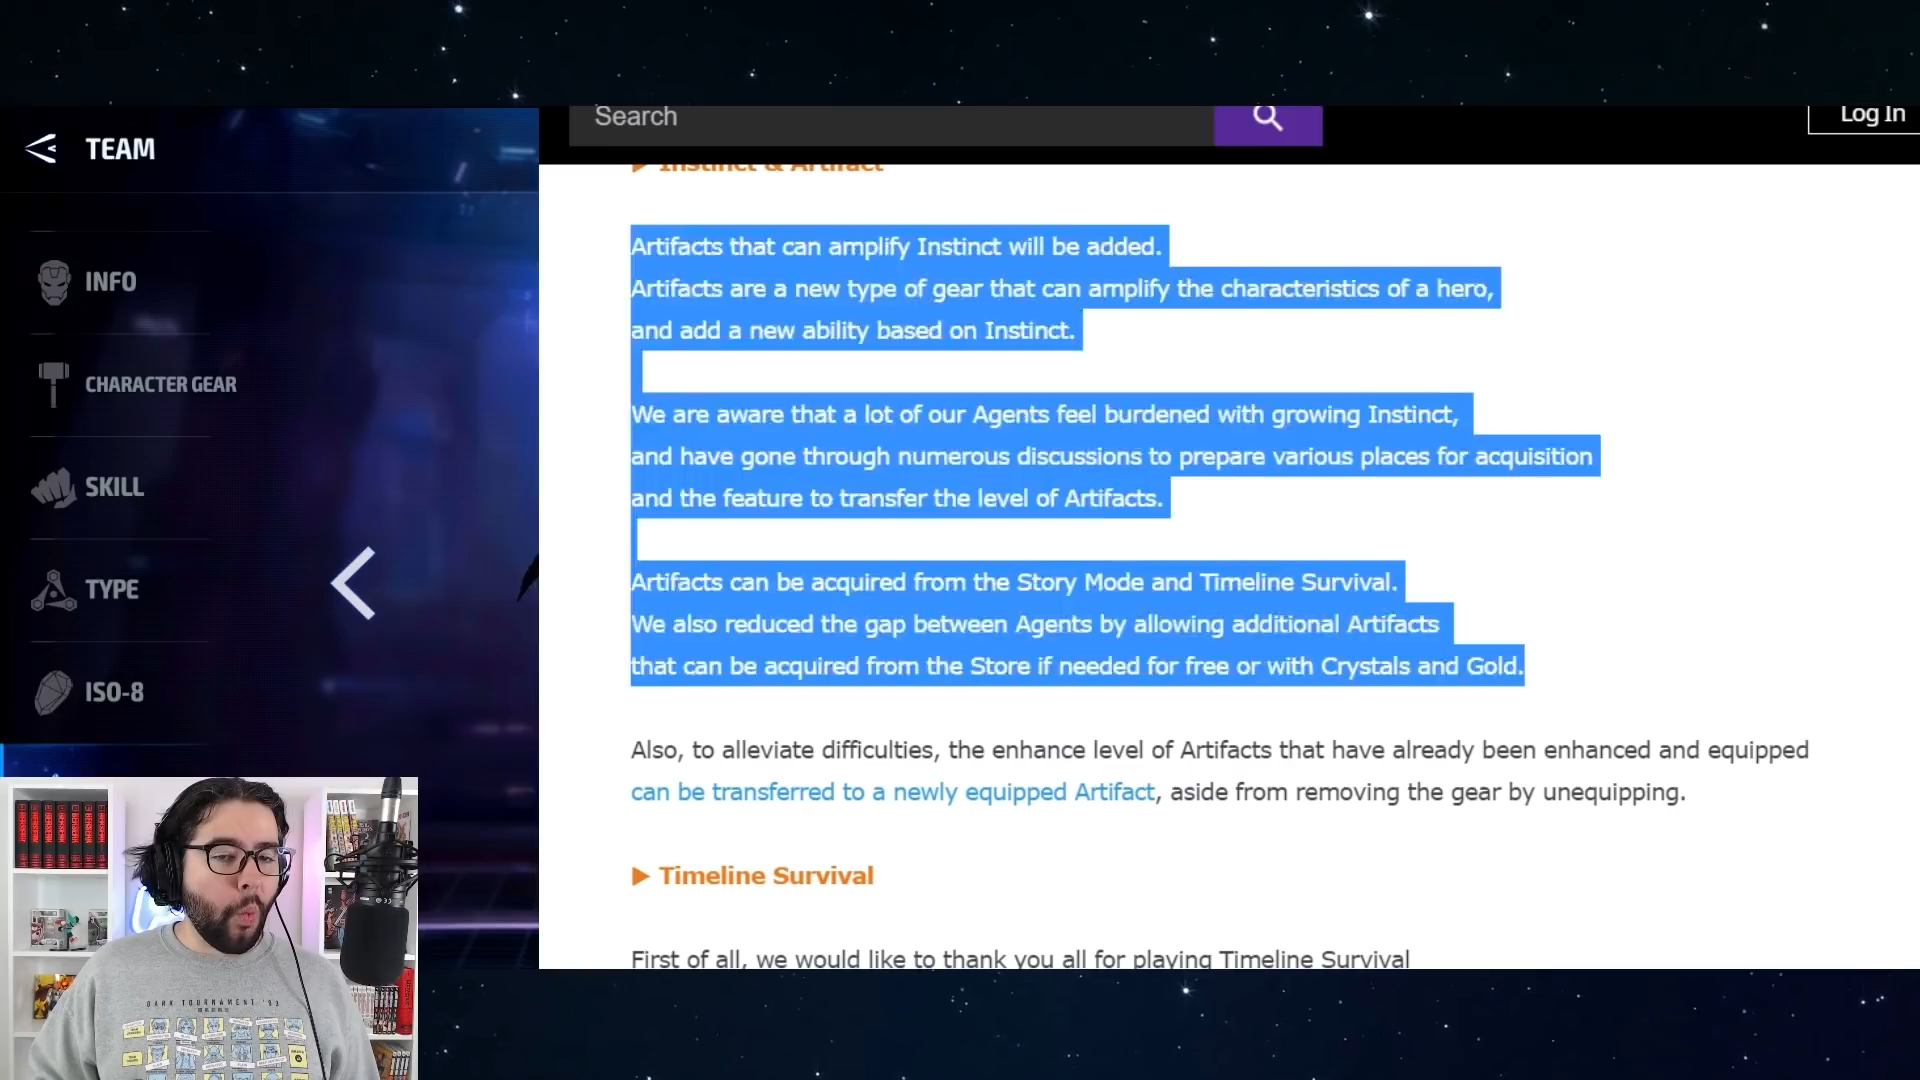 Search
Log In
TEAM
Instinct & Artifact
INFO
CHARACTER GEAR
SKILL
TYPE
ISO-8
Artifacts that can amplify Instinct will be added.
Artifacts are a new type of gear that can amplify the characteristics of a hero,
and add a new ability based on Instinct.
We are aware that a lot of our Agents feel burdened with growing Instinct,
and have gone through numerous discussions to prepare various places for acquisition
and the feature to transfer the level of Artifacts.
Artifacts can be acquired from the Story Mode and Timeline Survival.
We also reduced the gap between Agents by allowing additional Artifacts
that can be acquired from the Store if needed for free or with Crystals and Gold.
Also, to alleviate difficulties, the enhance level of Artifacts that have already been enhanced and equipped
can be transferred to a newly equipped Artifact, aside from removing the gear by unequipping.
▶ Timeline Survival
First of all, we would like to thank you all for playing Timeline Survival
DARK TOURNAMENT '93